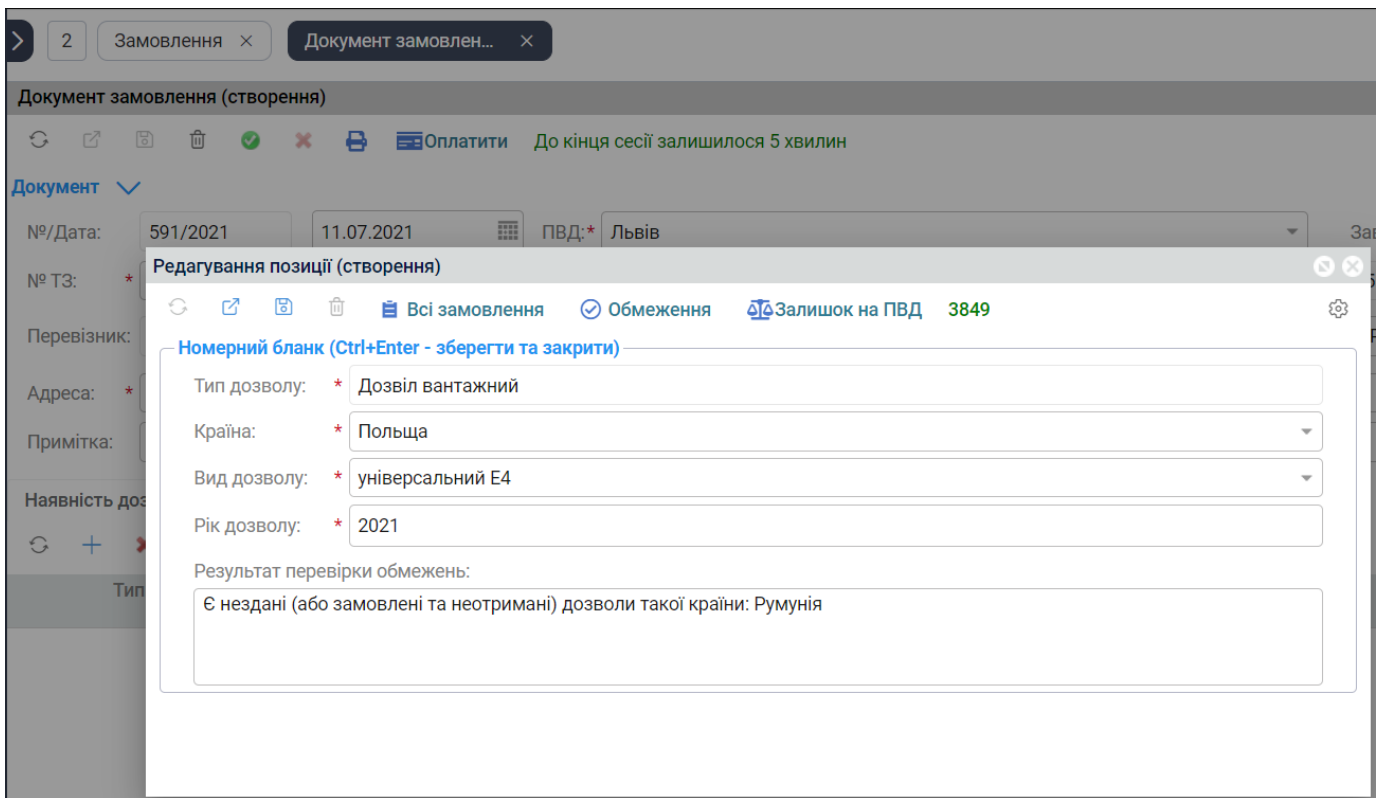 2 Замовлення Документ замовлен...
Документ замовлення (створення)
Оплатити До кінця сесії залишилося 5 хвилин
Документ
№/Дата: 591/2021 11.07.2021 ПВД:* Львів
№ ТЗ: *
Перевізник:
Адреса: *
Примітка:
Наявність доз
Тип
Редагування позиції (створення)
Всі замовлення Обмеження Залишок на ПВД 3849
Номерний бланк (Ctrl+Enter - зберегти та закрити)
Тип дозволу: * Дозвіл вантажний
Країна: * Польща
Вид дозволу: * універсальний Е4
Рік дозволу: * 2021
Результат перевірки обмежень:
Є нездані (або замовлені та неотримані) дозволи такої країни: Румунія